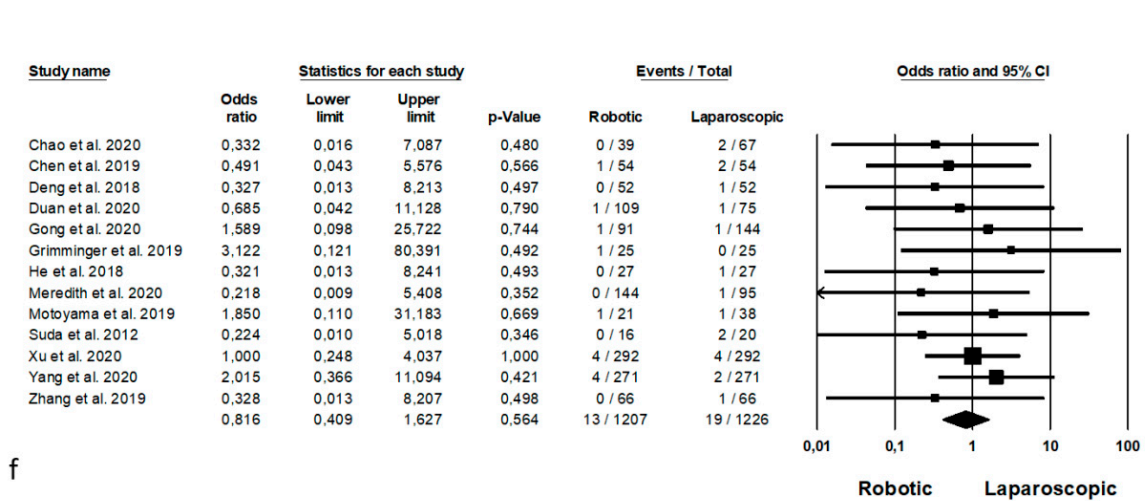 Study name Statistics for each study Events / Total Odds ratio and 95% CI
Odds ratio Lower limit Upper limit p-Value Robotic Laparoscopic
Chao et al. 2020 0,332 0,016 7,087 0,480 0 / 39 2 / 67
Chen et al. 2019 0,491 0,043 5,576 0,566 1 / 54 2 / 54
Deng et al. 2018 0,327 0,013 8,213 0,497 0 / 52 1 / 52
Duan et al. 2020 0,685 0,042 11,128 0,790 1 / 109 1 / 75
Gong et al. 2020 1,589 0,098 25,722 0,744 1 / 91 1 / 144
Grimminger et al. 2019 3,122 0,121 80,391 0,492 1 / 25 0 / 25
He et al. 2018 0,321 0,013 8,241 0,493 0 / 27 1 / 27
Meredith et al. 2020 0,218 0,009 5,408 0,352 0 / 144 1 / 95
Motoyama et al. 2019 1,850 0,110 31,183 0,669 1 / 21 1 / 38
Suda et al. 2012 0,224 0,010 5,018 0,346 0 / 16 2 / 20
Xu et al. 2020 1,000 0,248 4,037 1,000 4 / 292 4 / 292
Yang et al. 2020 2,015 0,366 11,094 0,421 4 / 271 2 / 271
Zhang et al. 2019 0,328 0,013 8,207 0,498 0 / 66 1 / 66
0,816 0,409 1,627 0,564 13 / 1207 19 / 1226
0,01 0,1 1 10 100
f
Robotic Laparoscopic